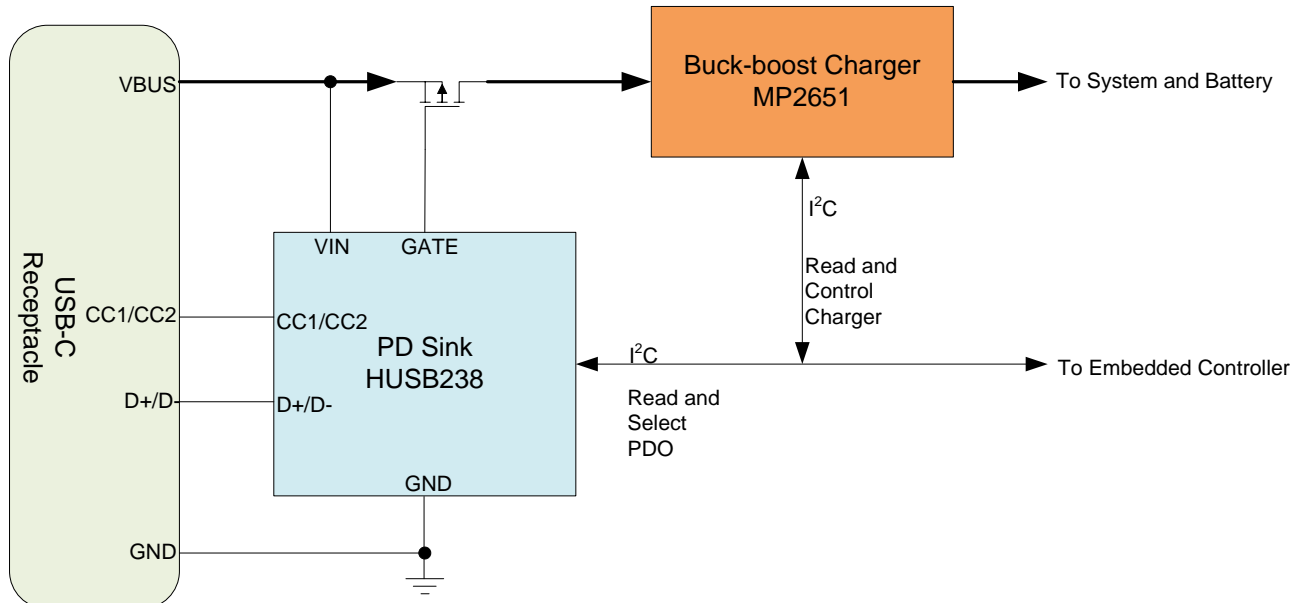 VBUS
Buck-boost Charger
MP2651
To System and Battery
I²C
Read and
Control
Charger
VIN
GATE
USB-C
Receptacle
CC1/CC2
CC1/CC2
PD Sink
HUSB238
I²C
To Embedded Controller
Read and
Select
PDO
D+/D-
D+/D-
GND
GND